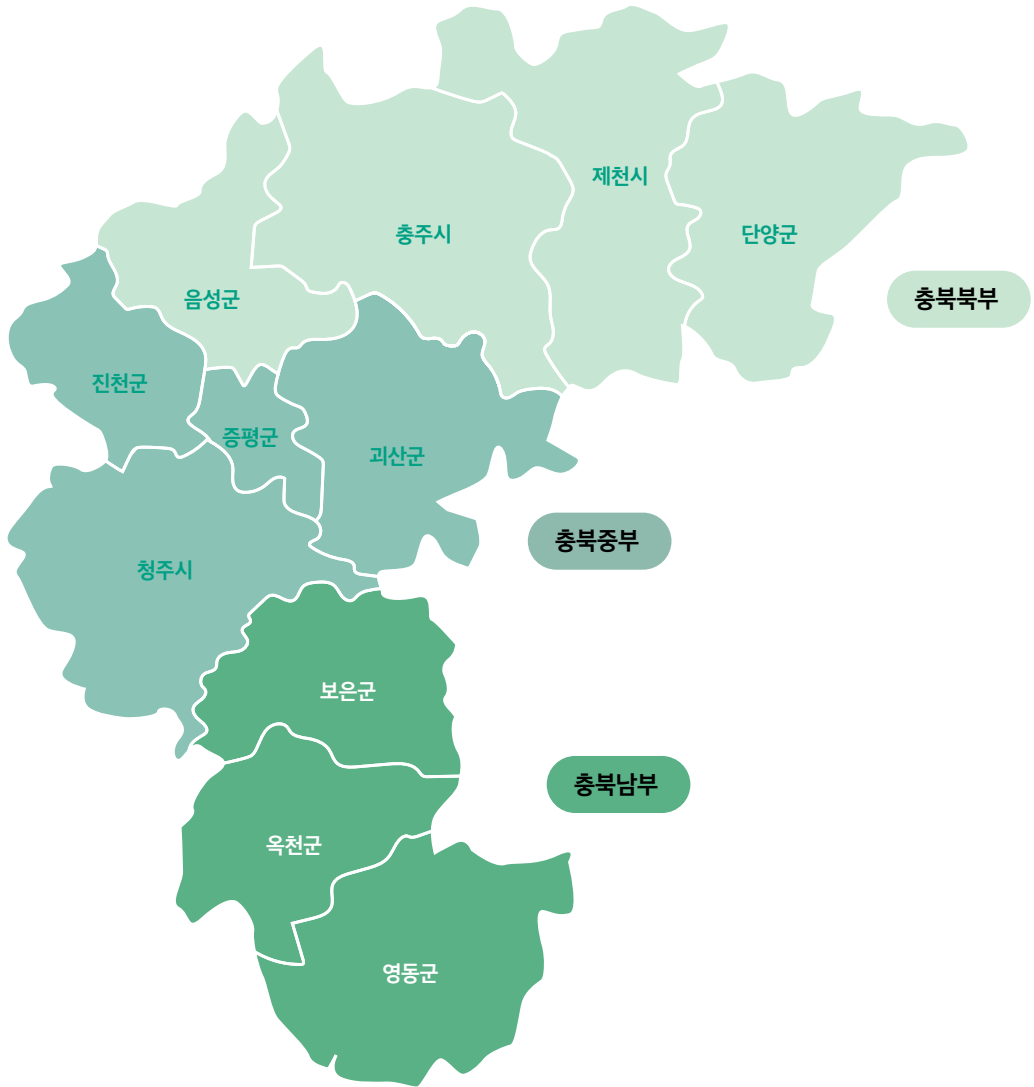 제천시
충주시
단양군
음성군
충북북부
진천군
증평군
괴산군
충북중부
청주시
보은군
충북남부
옥천군
영동군